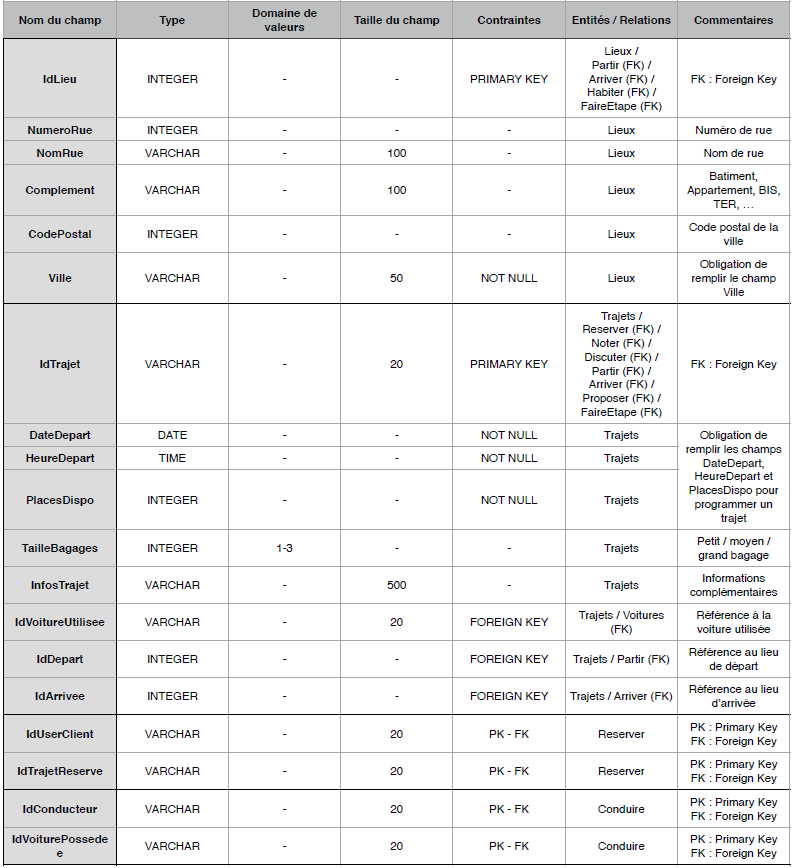 Nom du champ Type Domaine de valeurs Taille du champ Contraintes Entités / Relations Commentaires
IdLieu INTEGER - - PRIMARY KEY Lieux / Partir (FK) / Arriver (FK) / Habiter (FK) / FaireEtape (FK) FK : Foreign Key
NumeroRue INTEGER - - - Lieux Numéro de rue
NomRue VARCHAR - 100 - Lieux Nom de rue
Complement VARCHAR - 100 - Lieux Batiment, Appartement, BIS, TER, …
CodePostal INTEGER - - - Lieux Code postal de la ville
Ville VARCHAR - 50 NOT NULL Lieux Obligation de remplir le champ Ville
IdTrajet VARCHAR - 20 PRIMARY KEY Trajets / Reserver (FK) / Noter (FK) / Discuter (FK) / Partir (FK) / Arriver (FK) / Proposer (FK) / FaireEtape (FK) FK : Foreign Key
DateDepart DATE - - NOT NULL Trajets Obligation de remplir les champs DateDepart, HeureDepart et PlacesDispo pour programmer un trajet
HeureDepart TIME - - NOT NULL Trajets
PlacesDispo INTEGER - - NOT NULL Trajets
TailleBagages INTEGER 1-3 - - Trajets Petit / moyen / grand bagage
InfosTrajet VARCHAR - 500 - Trajets Informations complémentaires
IdVoitureUtilisee VARCHAR - 20 FOREIGN KEY Trajets / Voitures (FK) Référence à la voiture utilisée
IdDepart INTEGER - - FOREIGN KEY Trajets / Partir (FK) Référence au lieu de départ
IdArrivee INTEGER - - FOREIGN KEY Trajets / Arriver (FK) Référence au lieu d'arrivée
IdUserClient VARCHAR - 20 PK - FK Reserver PK : Primary Key FK : Foreign Key
IdTrajetReserve VARCHAR - 20 PK - FK Reserver PK : Primary Key FK : Foreign Key
IdConducteur VARCHAR - 20 PK - FK Conduire PK : Primary Key FK : Foreign Key
IdVoiturePossedee VARCHAR - 20 PK - FK Conduire PK : Primary Key FK : Foreign Key